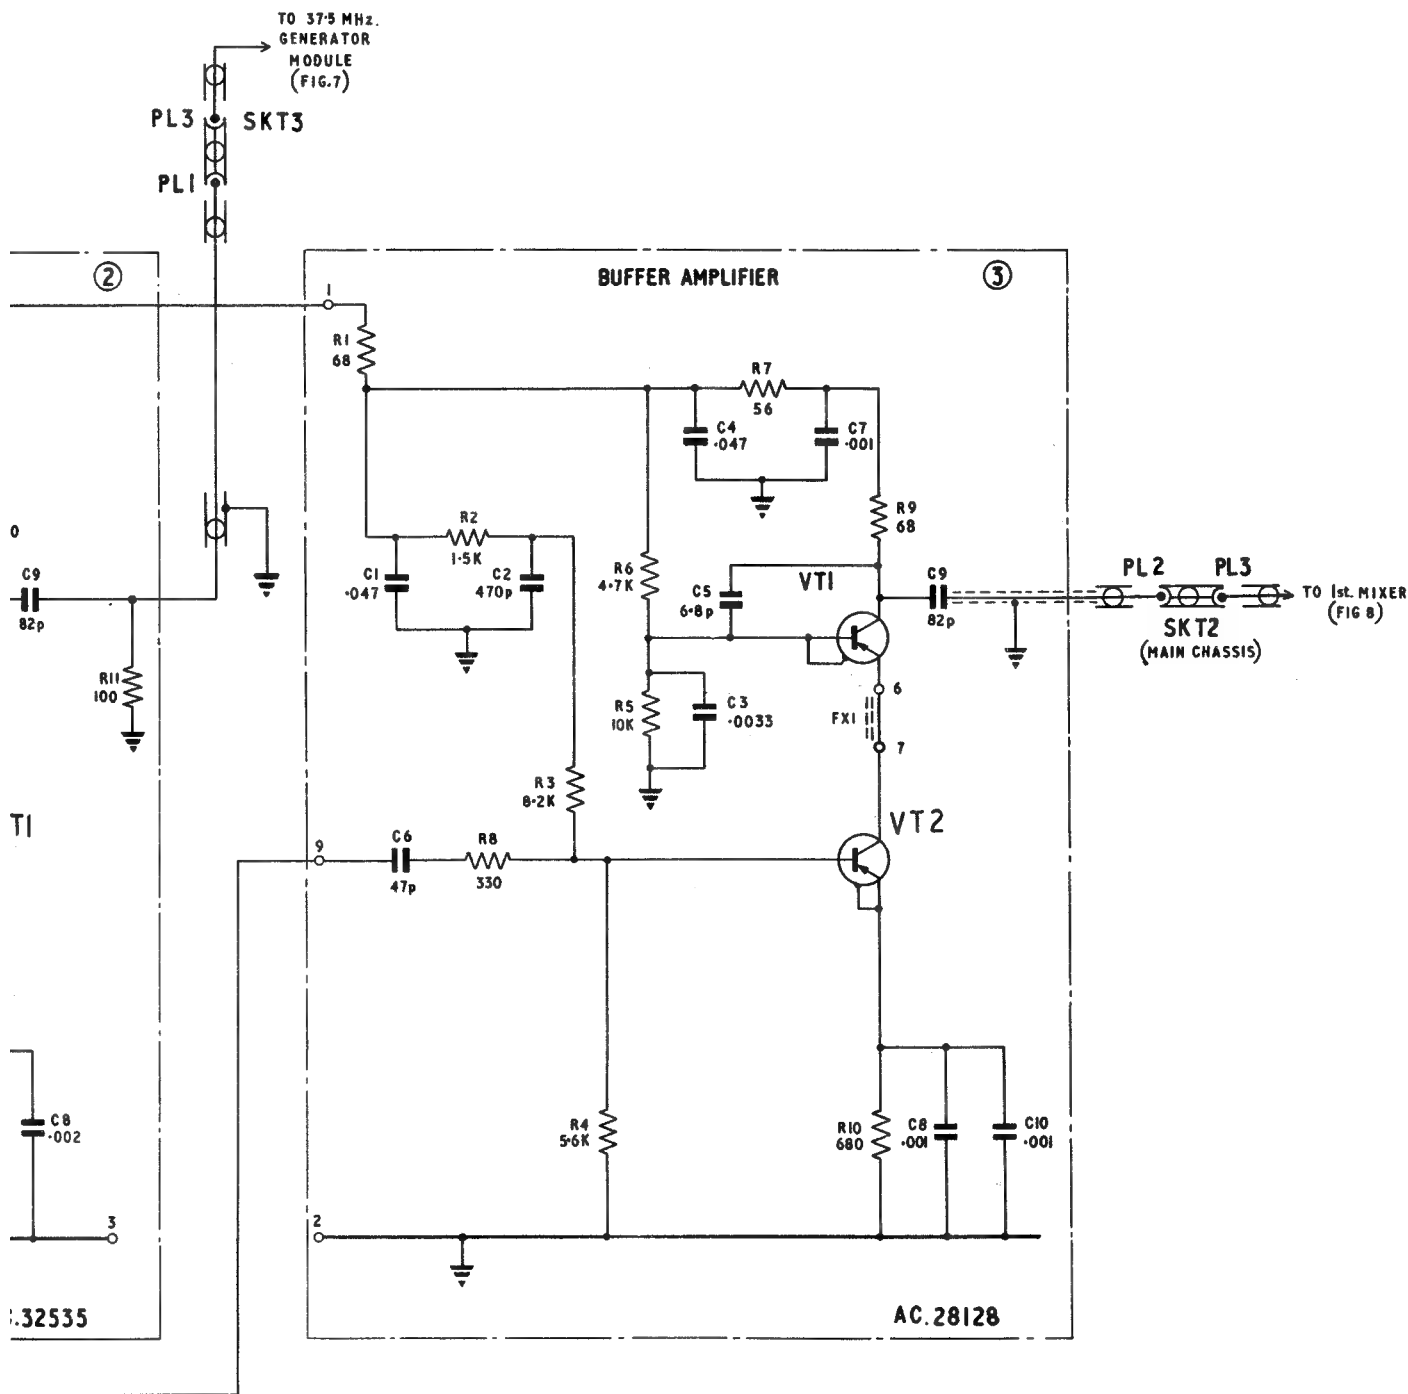 TO 37·5 MHz.
GENERATOR
MODULE
(FIG.7)
PL3 SKT3
PL1
2
BUFFER AMPLIFIER
3
1
R1
68
R7
56
C4
·047
C7
·001
R9
68
R2
1·5K
C1
·047
C2
470p
R6
4·7K
C5
6·8p
VT1
C9
82p
PL2
PL3
TO 1st. MIXER
(FIG 8)
SKT2
(MAIN CHASSIS)
0
C9
82p
R11
100
R5
10K
C3
·0033
6
FX1
7
R3
8·2K
T1
VT2
9
C6
47p
R8
330
C8
·002
R4
5·6K
R10
680
C8
·001
C10
·001
3
2
.32535
AC.28128